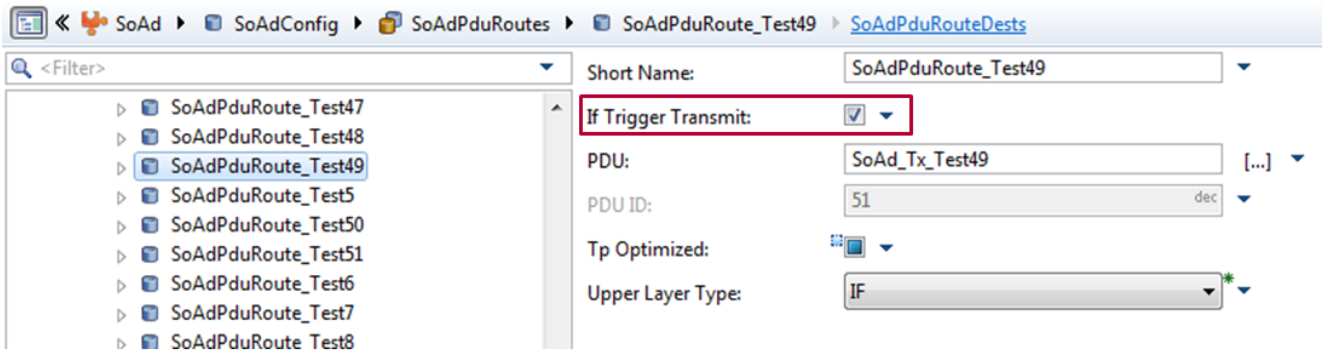 SoAd SoAdConfig SoAdPduRoutes SoAdPduRoute_Test49 SoAdPduRouteDests
<Filter>
SoAdPduRoute_Test47
SoAdPduRoute_Test48
SoAdPduRoute_Test49
SoAdPduRoute_Test5
SoAdPduRoute_Test50
SoAdPduRoute_Test51
SoAdPduRoute_Test6
SoAdPduRoute_Test7
SoAdPduRoute_Test8
Short Name: SoAdPduRoute_Test49
If Trigger Transmit:
PDU: SoAd_Tx_Test49 [...]
PDU ID: 51 dec
Tp Optimized:
Upper Layer Type: IF